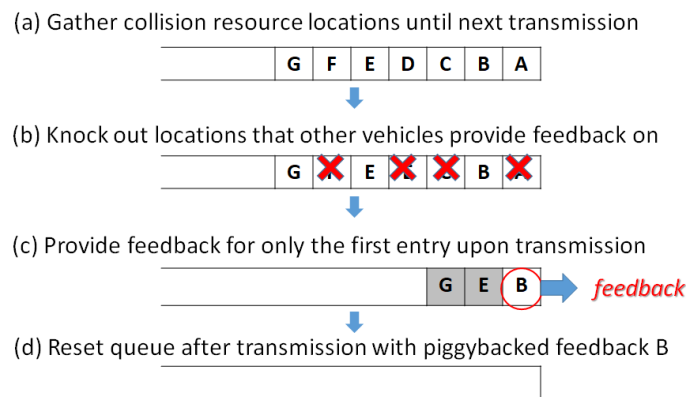 (a) Gather collision resource locations until next transmission
G F E D C B A
(b) Knock out locations that other vehicles provide feedback on
G E B
(c) Provide feedback for only the first entry upon transmission
G E B feedback
(d) Reset queue after transmission with piggybacked feedback B